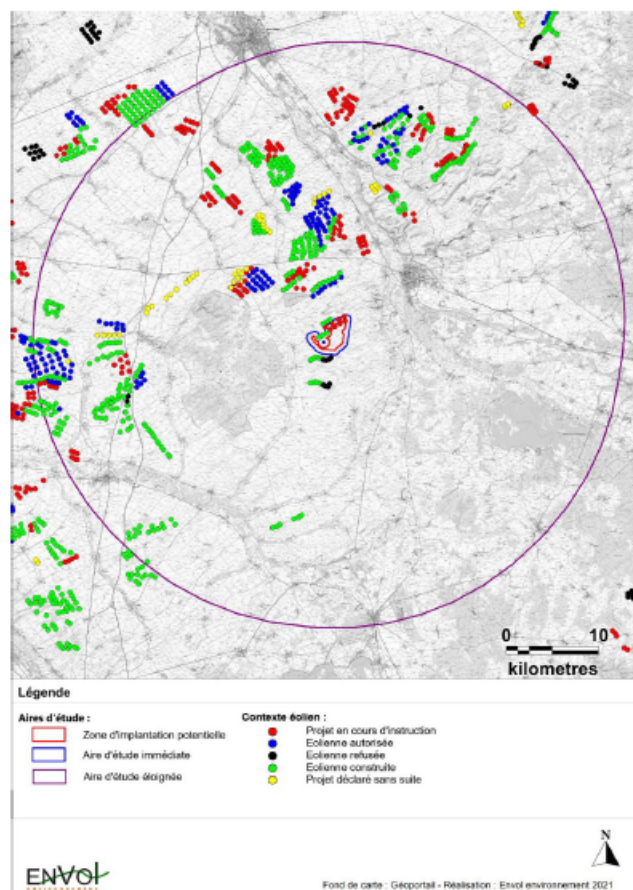 0 10
kilometres
Légende
Aires d'étude :
Zone d'implantation potentielle
Aire d'étude immédiate
Aire d'étude éloignée
Contexte éolien :
Projet en cours d'instruction
Eolienne autorisée
Eolienne refusée
Eolienne construite
Projet déclaré sans suite
N
ENVOl
Fond de carte : Géoportail - Réalisation : Envol environnement 2021